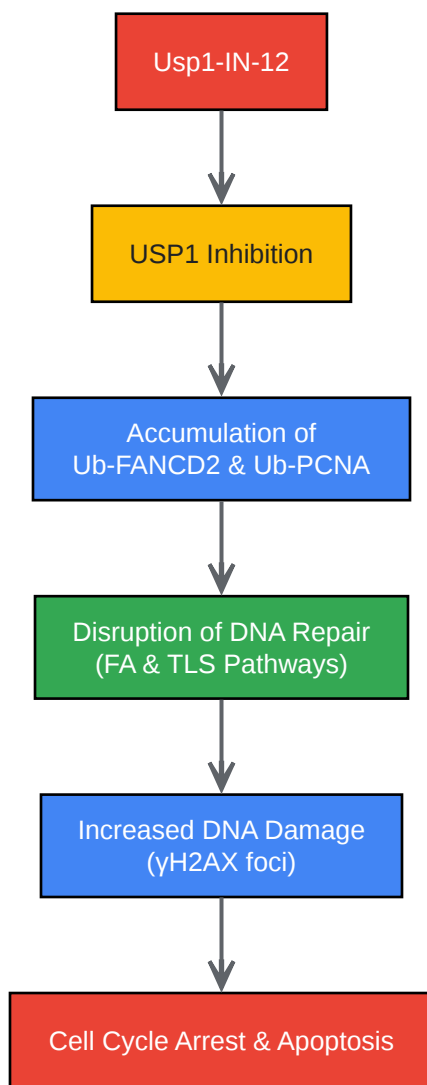 Usp1-IN-12
USP1 Inhibition
Accumulation of
Ub-FANCD2 & Ub-PCNA
Disruption of DNA Repair
(FA & TLS Pathways)
Increased DNA Damage
(γH2AX foci)
Cell Cycle Arrest & Apoptosis